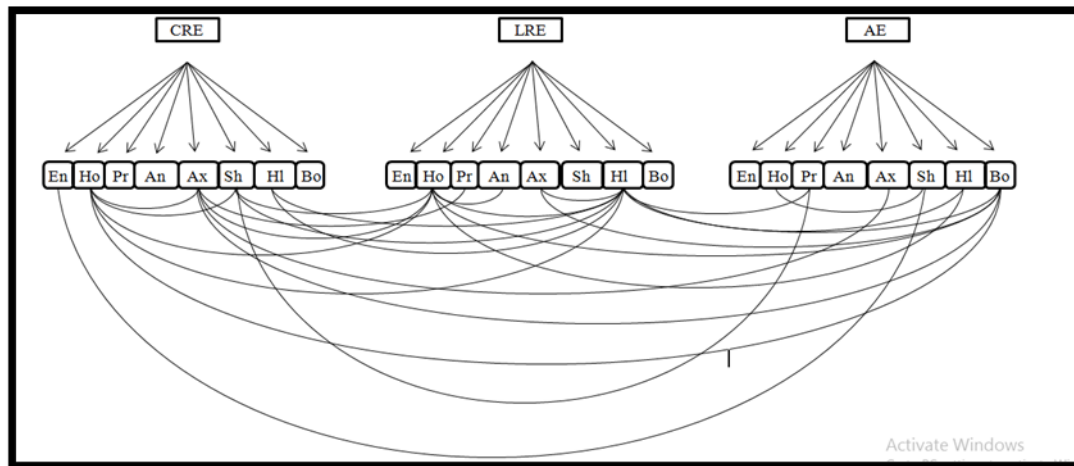 CRE LRE AE
En Ho Pr An Ax Sh Hl Bo En Ho Pr An Ax Sh Hl Bo En Ho Pr An Ax Sh Hl Bo
Activate Windows